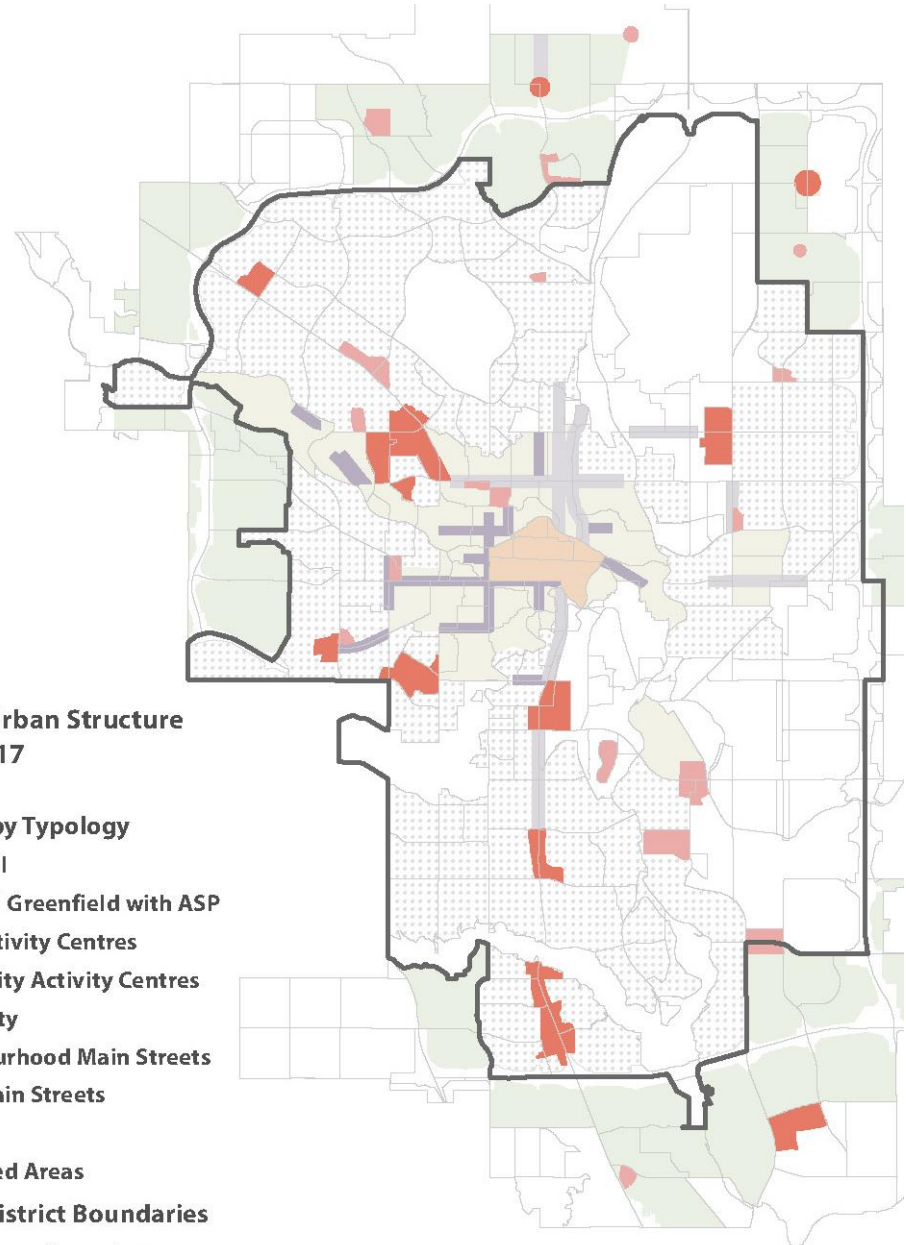 rban Structure
17
by Typology
l
Greenfield with ASP
tivity Centres
ity Activity Centres
ty
urhood Main Streets
ain Streets
ed Areas
istrict Boundaries